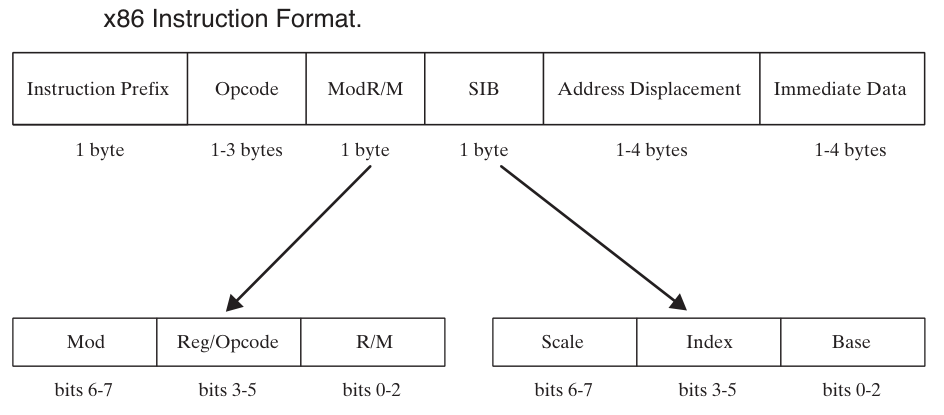 x86 Instruction Format.
Instruction Prefix Opcode ModR/M SIB Address Displacement Immediate Data
1 byte 1-3 bytes 1 byte 1 byte 1-4 bytes 1-4 bytes
Mod Reg/Opcode R/M Scale Index Base
bits 6-7 bits 3-5 bits 0-2 bits 6-7 bits 3-5 bits 0-2